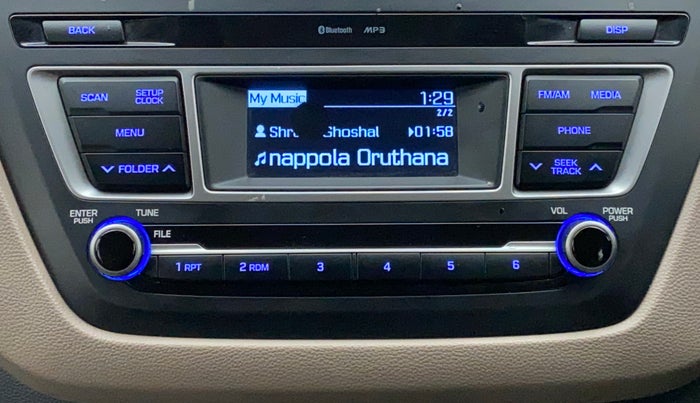 BACK
Bluetooth MP3
DISP
SCAN
SETUP
CLOCK
My Music
1:29
2/2
FM/AM
MEDIA
MENU
Ghoshal
01:58
PHONE
FOLDER
nappola Oruthana
SEEK
TRACK
ENTER
PUSH
TUNE
FILE
VOL
POWER
PUSH
1 RPT
2 RDM
3
4
5
6